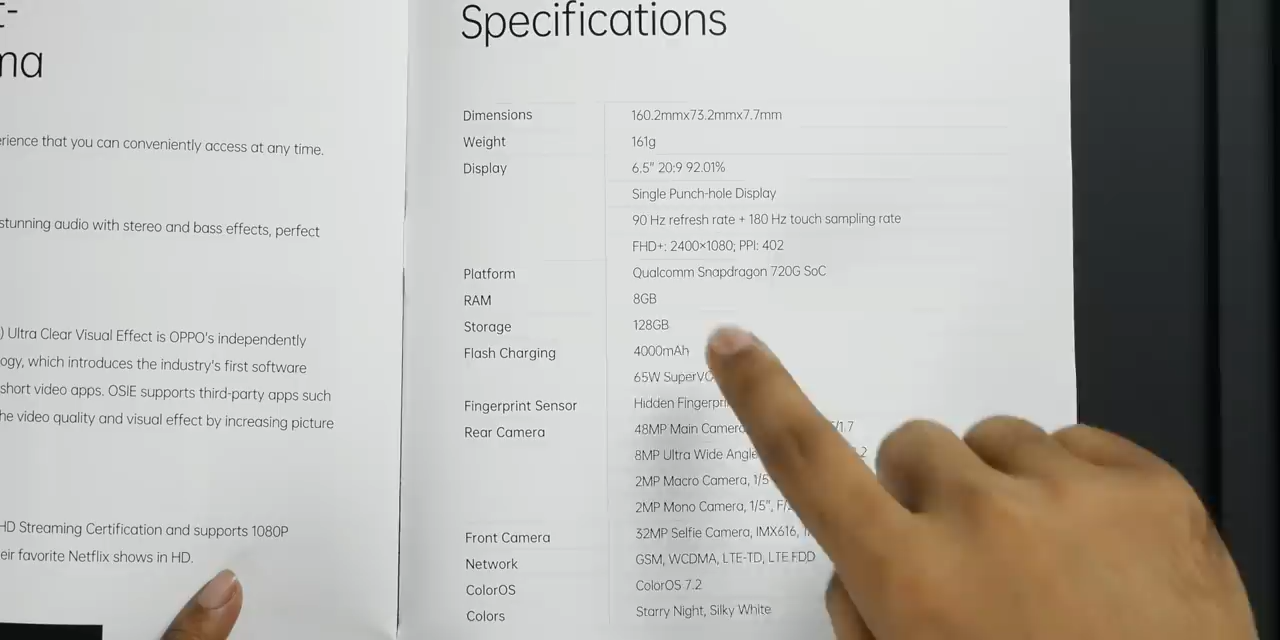 erience that you can conveniently access at any time.
stunning audio with stereo and bass effects, perfect
) Ultra Clear Visual Effect is OPPO's independently
ogy, which introduces the industry's first software
short video apps. OSIE supports third-party apps such
he video quality and visual effect by increasing picture
HD Streaming Certification and supports 1080P
eir favorite Netflix shows in HD.
Specifications
Dimensions 160.2mmx73.2mmx7.7mm
Weight 161g
Display 6.5" 20:9 92.01%
Single Punch-hole Display
90 Hz refresh rate + 180 Hz touch sampling rate
FHD+: 2400×1080; PPI: 402
Platform Qualcomm Snapdragon 720G SoC
RAM 8GB
Storage 128GB
Flash Charging 4000mAh
65W SuperVO
Fingerprint Sensor Hidden Fingerpri
Rear Camera 48MP Main Camera /1.7
8MP Ultra Wide Angle .2
2MP Macro Camera, 1/5
2MP Mono Camera, 1/5", F/
Front Camera 32MP Selfie Camera, IMX616,
Network GSM, WCDMA, LTE-TD, LTE FDD
ColorOS ColorOS 7.2
Colors Starry Night, Silky White